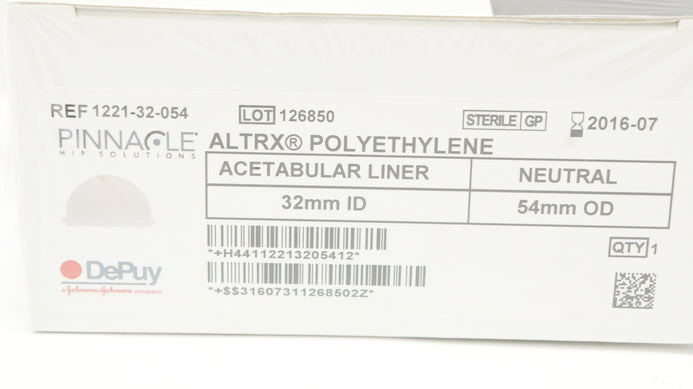 REF 1221-32-054
LOT 126850
STERILE GP
2016-07
PINNACLE®
HIP SOLUTIONS
ALTRX® POLYETHYLENE
ACETABULAR LINER
NEUTRAL
32mm ID
54mm OD
*+H44112213205412*
QTY 1
DePuy
a Johnson&Johnson company
*+$$31607311268502Z*